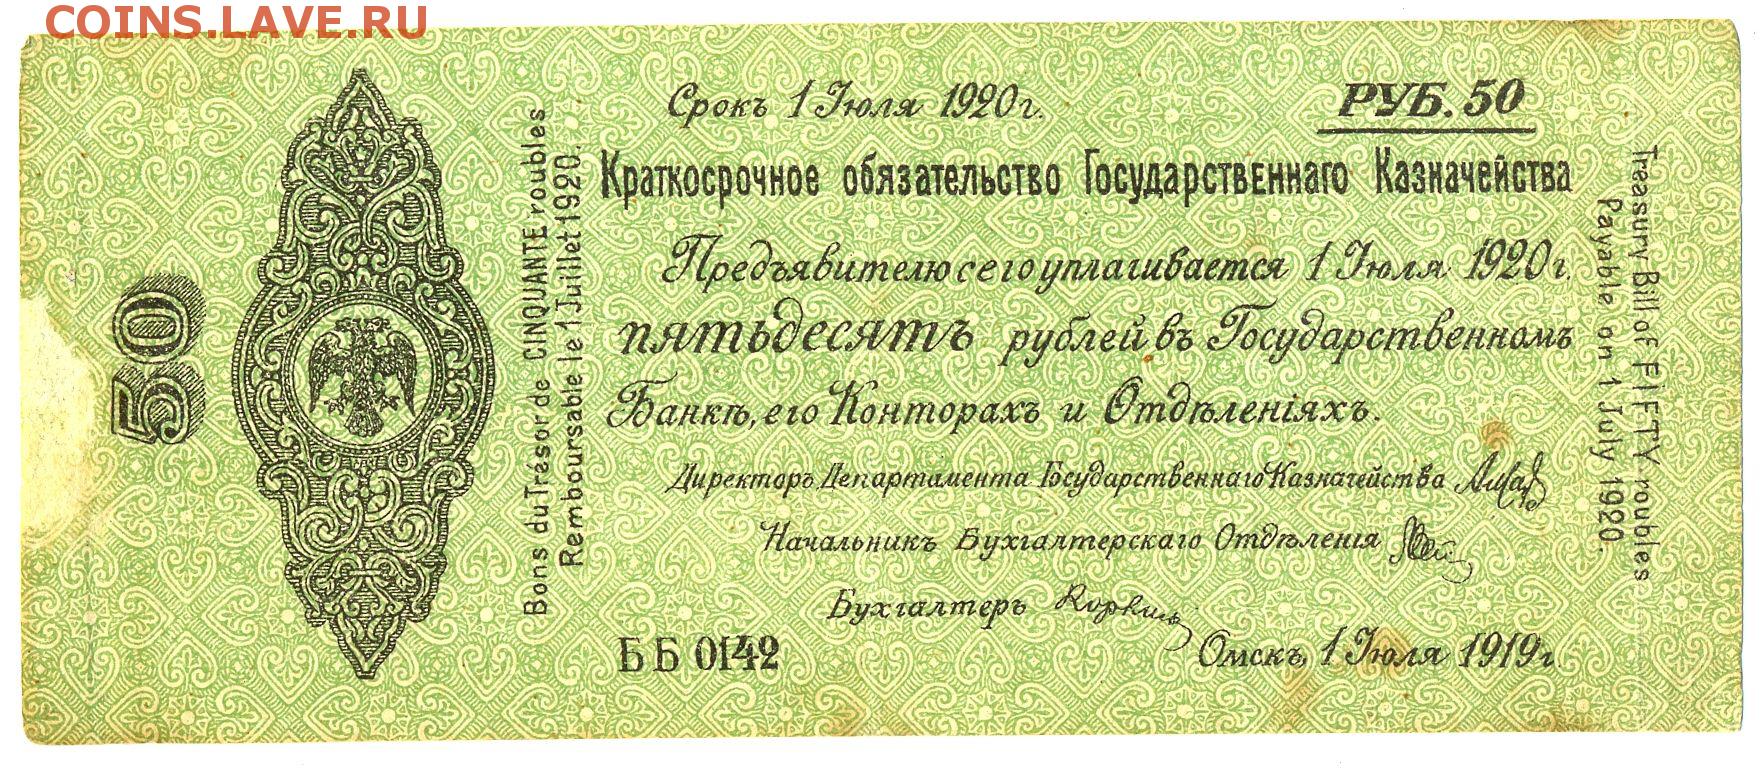 COINS.LAVE.RU
50
Bons du Trésor de CINQUANTE roubles
Remboursable le 1 Juillet 1920.
Срокъ 1 Іюля 1920 г.
РУБ. 50
Краткосрочное обязательство Государственнаго Казначейства
Предъявителю сего уплачивается 1 Іюля 1920 г.
пятьдесятъ рублей въ Государственномъ
Банкѣ, его Конторахъ и Отдѣленіяхъ.
Директоръ Департамента Государственнаго Казначейства
Начальникъ Бухгалтерскаго Отдѣленія
Бухгалтеръ
ББ 0142
Омскъ, 1 Іюля 1919 г.
Treasury Bill of FIFTY roubles
Payable on 1 July 1920.